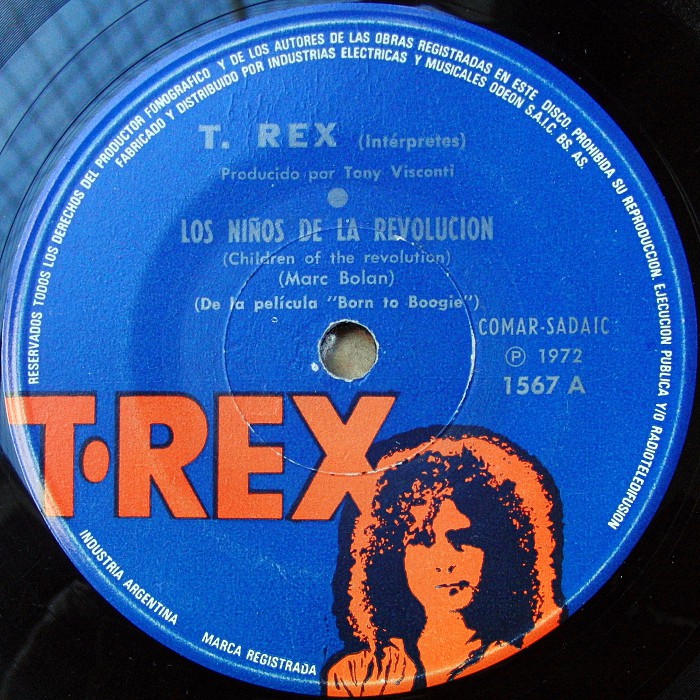 RESERVADOS TODOS LOS DERECHOS DEL PRODUCTOR FONOGRAFICO Y DE LOS AUTORES DE LAS OBRAS REGISTRADAS EN ESTE DISCO. PROHIBIDA SU REPRODUCCION. EJECUCION PUBLICA Y/O RADIOTELEDIFUSION
FABRICADO Y DISTRIBUIDO POR INDUSTRIAS ELECTRICAS Y MUSICALES ODEON S.A.I.C. BS. AS.
T. REX (Intérpretes)
Producido por Tony Visconti
LOS NIÑOS DE LA REVOLUCION
(Children of the revolution)
(Marc Bolan)
(De la película "Born to Boogie")
COMAR-SADAIC
℗ 1972
1567 A
T·REX
INDUSTRIA ARGENTINA
MARCA REGISTRADA